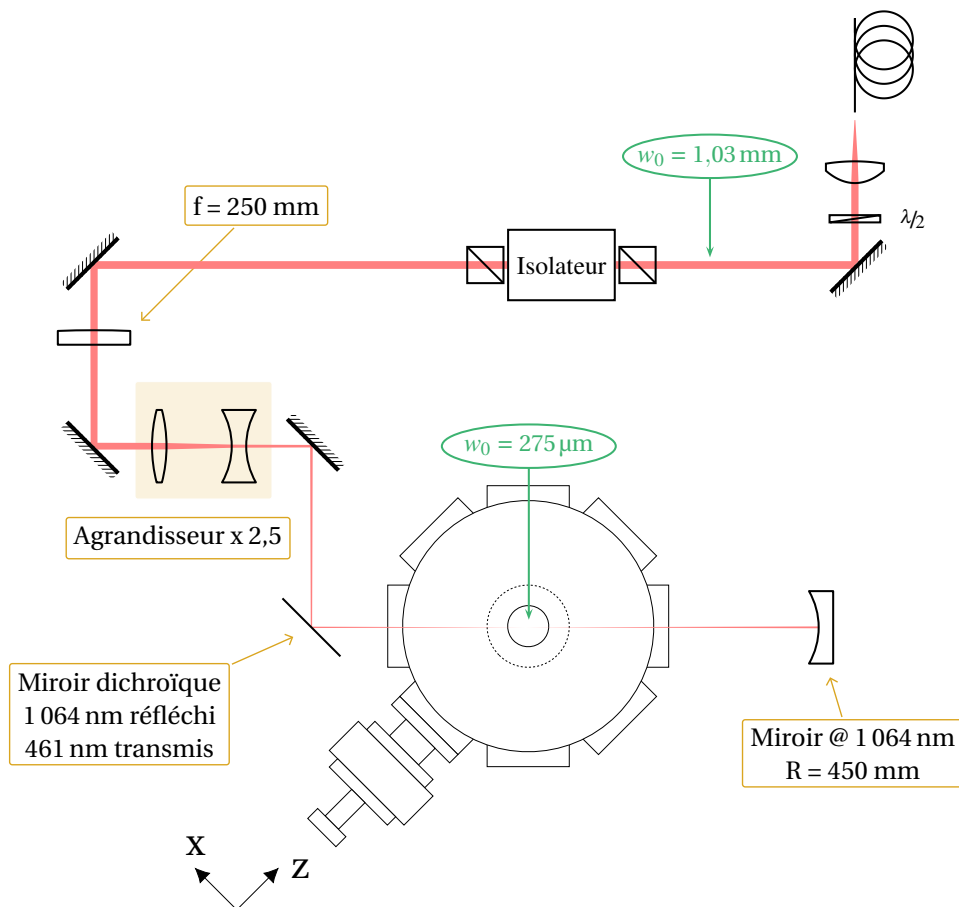 w₀ = 1,03 mm
f = 250 mm
λ/2
Isolateur
w₀ = 275 µm
Agrandisseur x 2,5
Miroir dichroïque
1 064 nm réfléchi
461 nm transmis
Miroir @ 1 064 nm
R = 450 mm
x
z